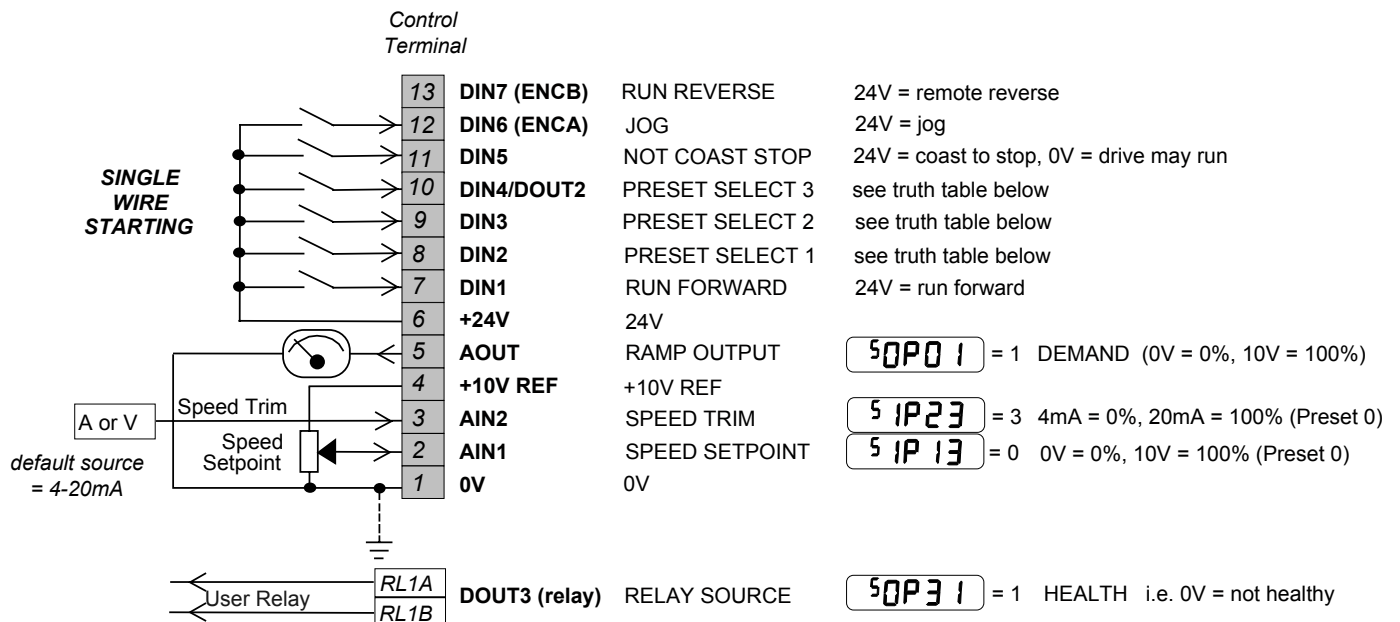 Control
Terminal
13 DIN7 (ENCB) RUN REVERSE 24V = remote reverse
12 DIN6 (ENCA) JOG 24V = jog
11 DIN5 NOT COAST STOP 24V = coast to stop, 0V = drive may run
SINGLE
WIRE
STARTING
10 DIN4/DOUT2 PRESET SELECT 3 see truth table below
9 DIN3 PRESET SELECT 2 see truth table below
8 DIN2 PRESET SELECT 1 see truth table below
7 DIN1 RUN FORWARD 24V = run forward
6 +24V 24V
5 AOUT RAMP OUTPUT SOP01 = 1 DEMAND (0V = 0%, 10V = 100%)
4 +10V REF +10V REF
A or V Speed Trim 3 AIN2 SPEED TRIM SIP23 = 3 4mA = 0%, 20mA = 100% (Preset 0)
Speed
Setpoint 2 AIN1 SPEED SETPOINT SIP13 = 0 0V = 0%, 10V = 100% (Preset 0)
default source
= 4-20mA
1 0V 0V
RL1A
User Relay DOUT3 (relay) RELAY SOURCE SOP31 = 1 HEALTH i.e. 0V = not healthy
RL1B